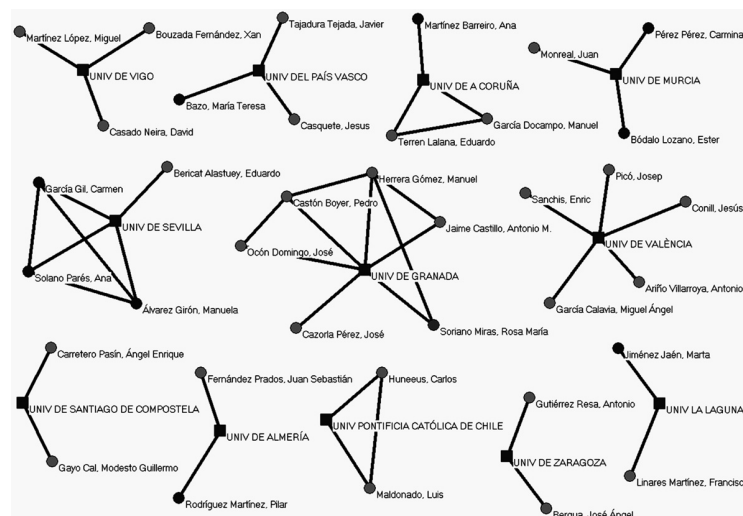 Martínez López, Miguel
Bouzada Fernández, Xan
UNIV DE VIGO
Casado Neira, David
Tajadura Tejada, Javier
UNIV DEL PAÍS VASCO
Bazo, María Teresa
Casquete, Jesus
Martínez Barreiro, Ana
UNIV DE A CORUÑA
García Docampo, Manuel
Terren Lalana, Eduardo
Pérez Pérez, Carmina
Monreal, Juan
UNIV DE MURCIA
Bódalo Lozano, Ester
García Gil, Carmen
Bericat Alastuey, Eduardo
UNIV DE SEVILLA
Solano Parés, Ana
Álvarez Girón, Manuela
Herrera Gómez, Manuel
Castón Boyer, Pedro
Jaime Castillo, Antonio M.
Ocón Domingo, José
UNIV DE GRANADA
Cazorla Pérez, José
Soriano Miras, Rosa María
Picó, Josep
Sanchis, Enric
Conill, Jesús
UNIV DE VALÈNCIA
Ariño Villarroya, Antonio
García Calavia, Miguel Ángel
Carretero Pasín, Ángel Enrique
UNIV DE SANTIAGO DE COMPOSTELA
Gayo Cal, Modesto Guillermo
Fernández Prados, Juan Sebastián
UNIV DE ALMERÍA
Rodríguez Martínez, Pilar
Huneeus, Carlos
UNIV PONTIFICIA CATÓLICA DE CHILE
Maldonado, Luis
Gutiérrez Resa, Antonio
UNIV DE ZARAGOZA
Bergua, José Ángel
Jiménez Jaén, Marta
UNIV LA LAGUNA
Linares Martínez, Francisc